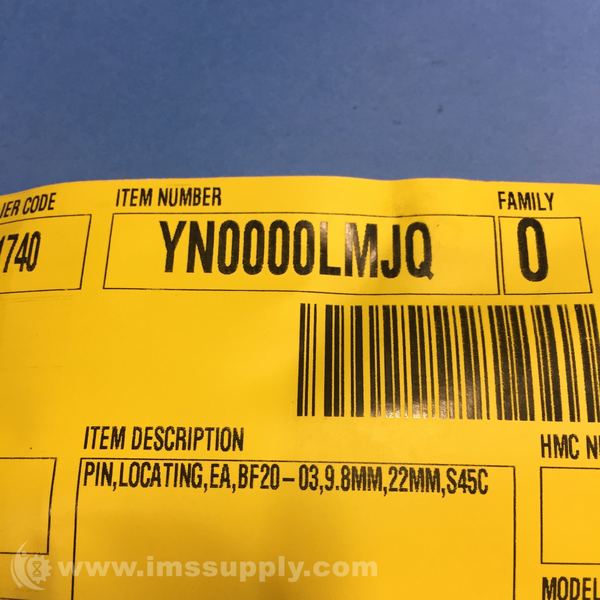 IER CODE ITEM NUMBER FAMILY
1740 YN0000LMJQ 0
ITEM DESCRIPTION HMC N
PIN,LOCATING,EA,BF20-03,9.8MM,22MM,S45C
www.imssupply.com
MODEL